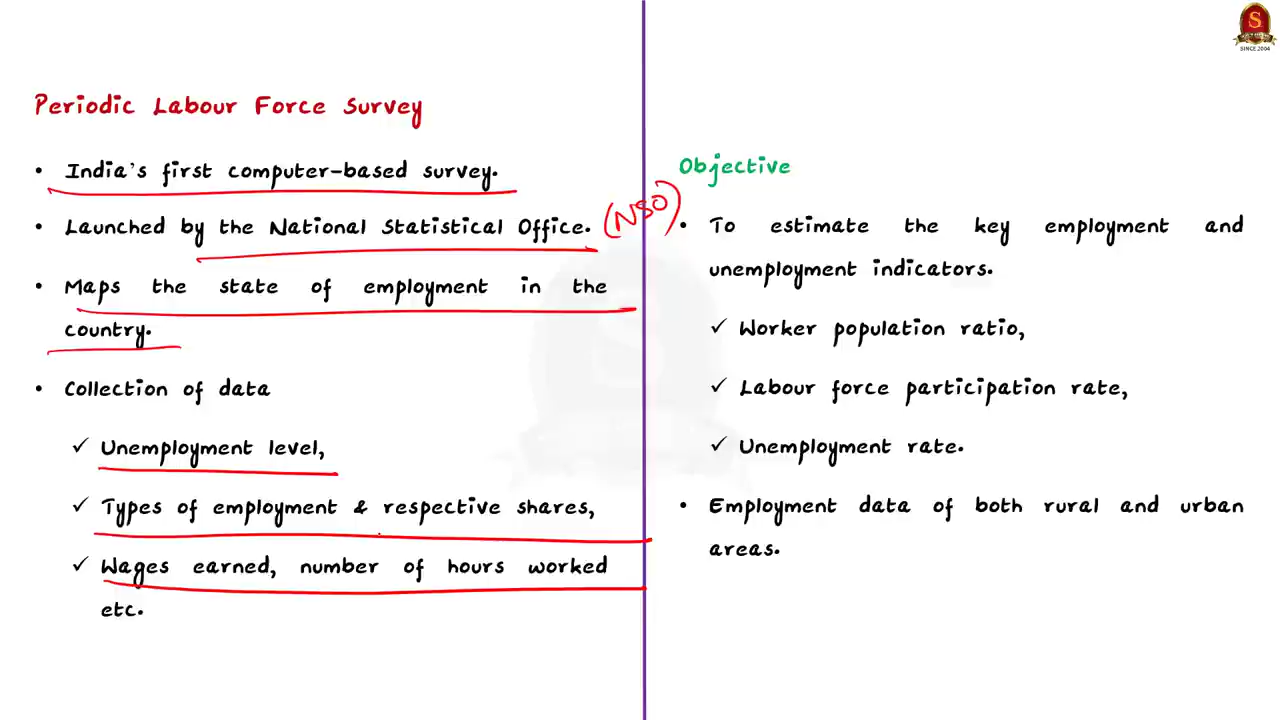 S
SINCE 2004
Periodic Labour Force Survey
• India's first computer-based survey.
• Launched by the National Statistical Office. (NSO)
• Maps the state of employment in the
country.
• Collection of data
✓ Unemployment level,
✓ Types of employment & respective shares,
✓ Wages earned, number of hours worked
etc.
Objective
• To estimate the key employment and
unemployment indicators.
✓ Worker population ratio,
✓ Labour force participation rate,
✓ Unemployment rate.
• Employment data of both rural and urban
areas.